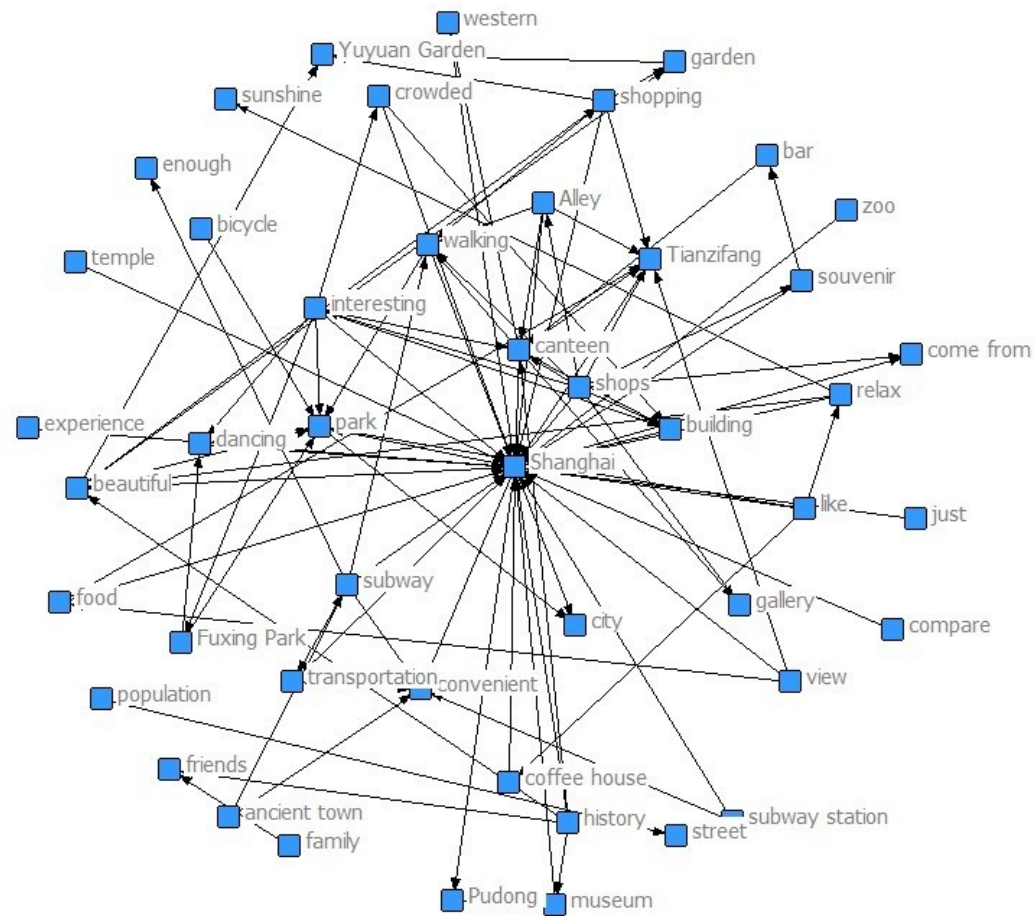 western
Yuyuan Garden
garden
sunshine
crowded
shopping
bar
enough
Alley
zoo
bicycle
walking
temple
Tianzifang
souvenir
interesting
canteen
come from
shops
relax
experience
dancing
park
building
Shanghai
beautiful
like
just
subway
food
gallery
city
compare
Fuxing Park
transportation
convenient
view
population
friends
coffee house
ancient town
history
subway station
street
family
Pudong
museum